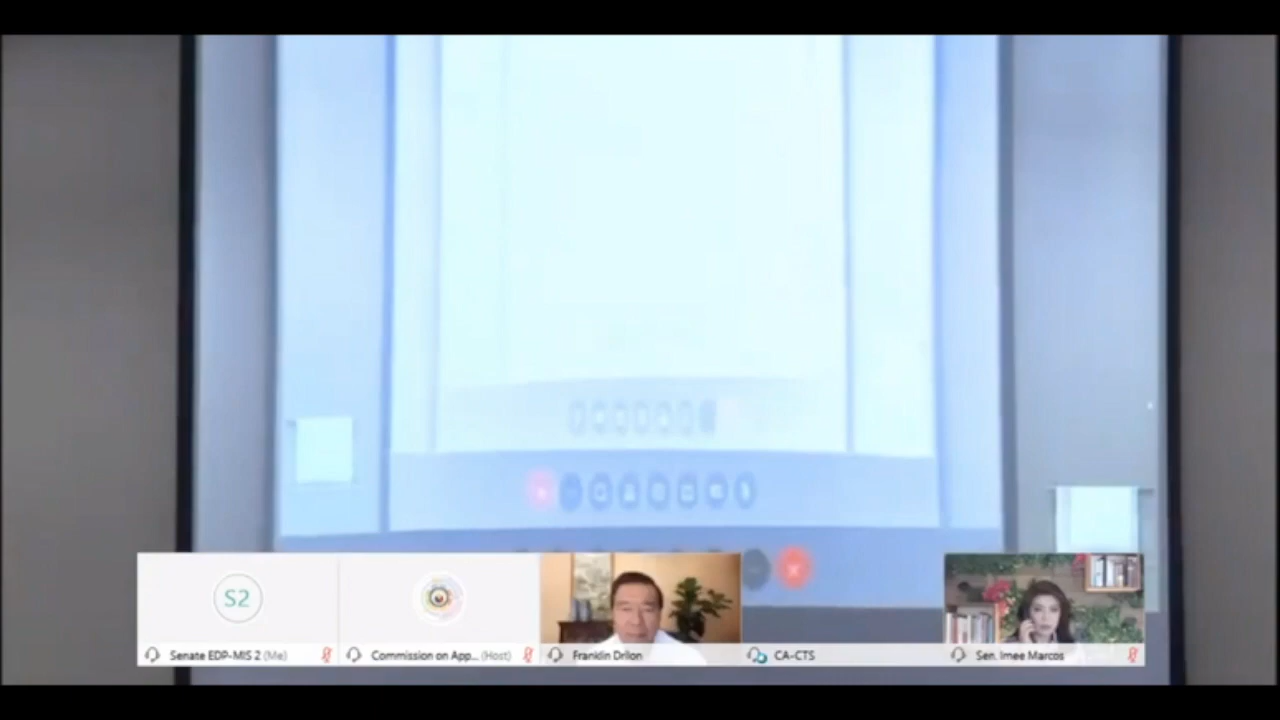 S2
Senate EDP-MIS 2 (Me)
Commission on App... (Host)
Franklin Drilon
CA-CTS
Sen. Imee Marcos